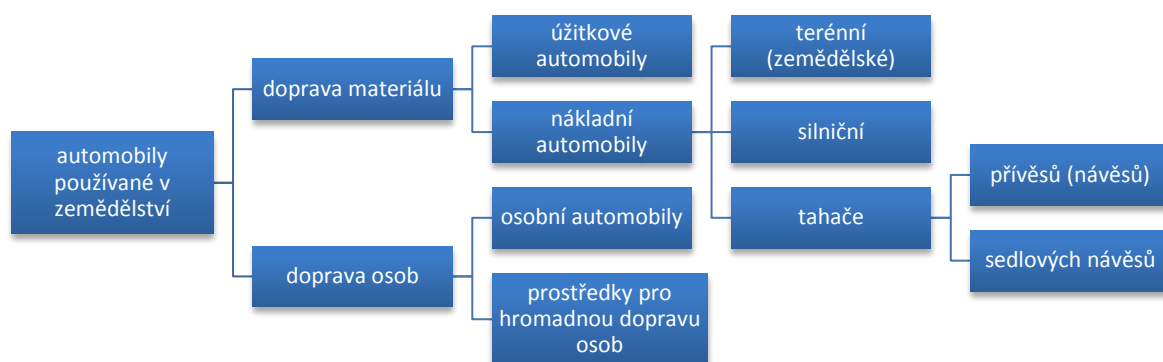 automobily
používané v
zemědělství
doprava materiálu
doprava osob
úžitkové
automobily
nákladní
automobily
osobní automobily
prostředky pro
hromadnou dopravu
osob
terénní
(zemědělské)
silniční
tahače
přívěsů (návěsů)
sedlových návěsů